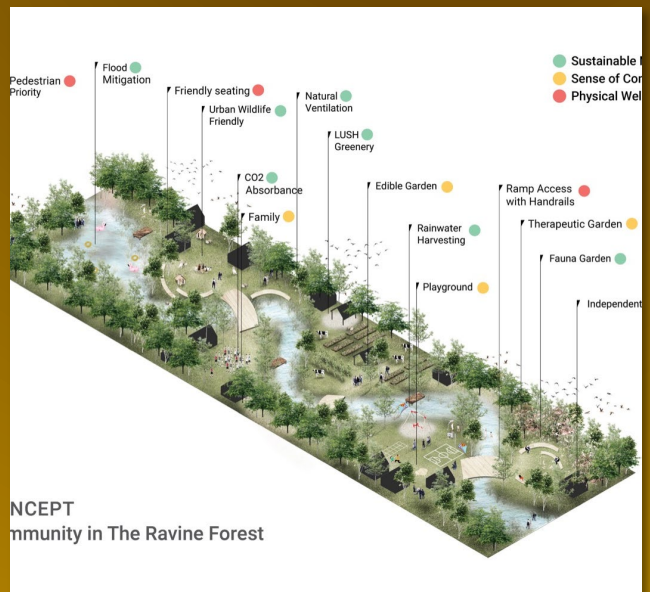 Pedestrian
Priority
Flood
Mitigation
Friendly seating
Urban Wildlife
Friendly
Natural
Ventilation
LUSH
Greenery
CO2
Absorbance
Family
Edible Garden
Rainwater
Harvesting
Playground
Ramp Access
with Handrails
Therapeutic Garden
Fauna Garden
Independent
Sustainable
Sense of Cor
Physical Wel
NCEPT
mmunity in The Ravine Forest